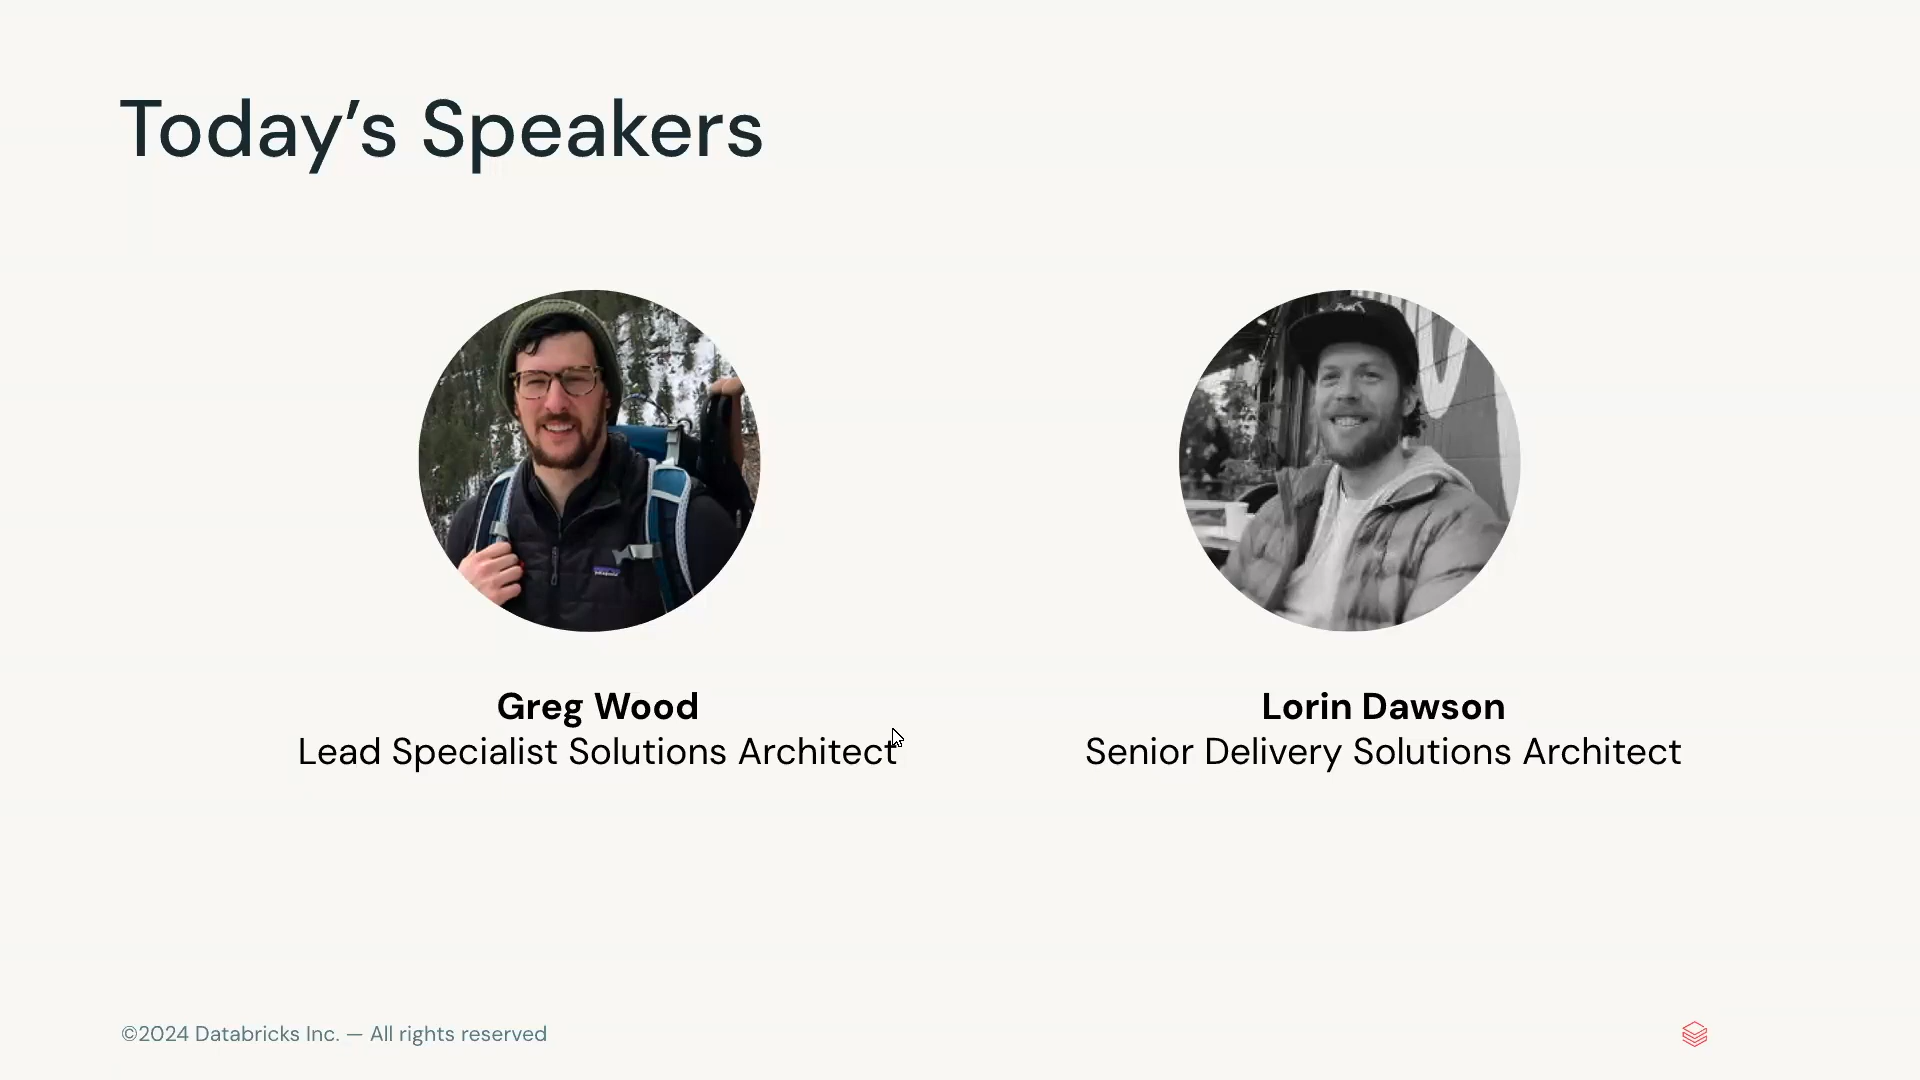 Today’s Speakers
Greg Wood
Lead Specialist Solutions Architect
Lorin Dawson
Senior Delivery Solutions Architect
©2024 Databricks Inc. — All rights reserved